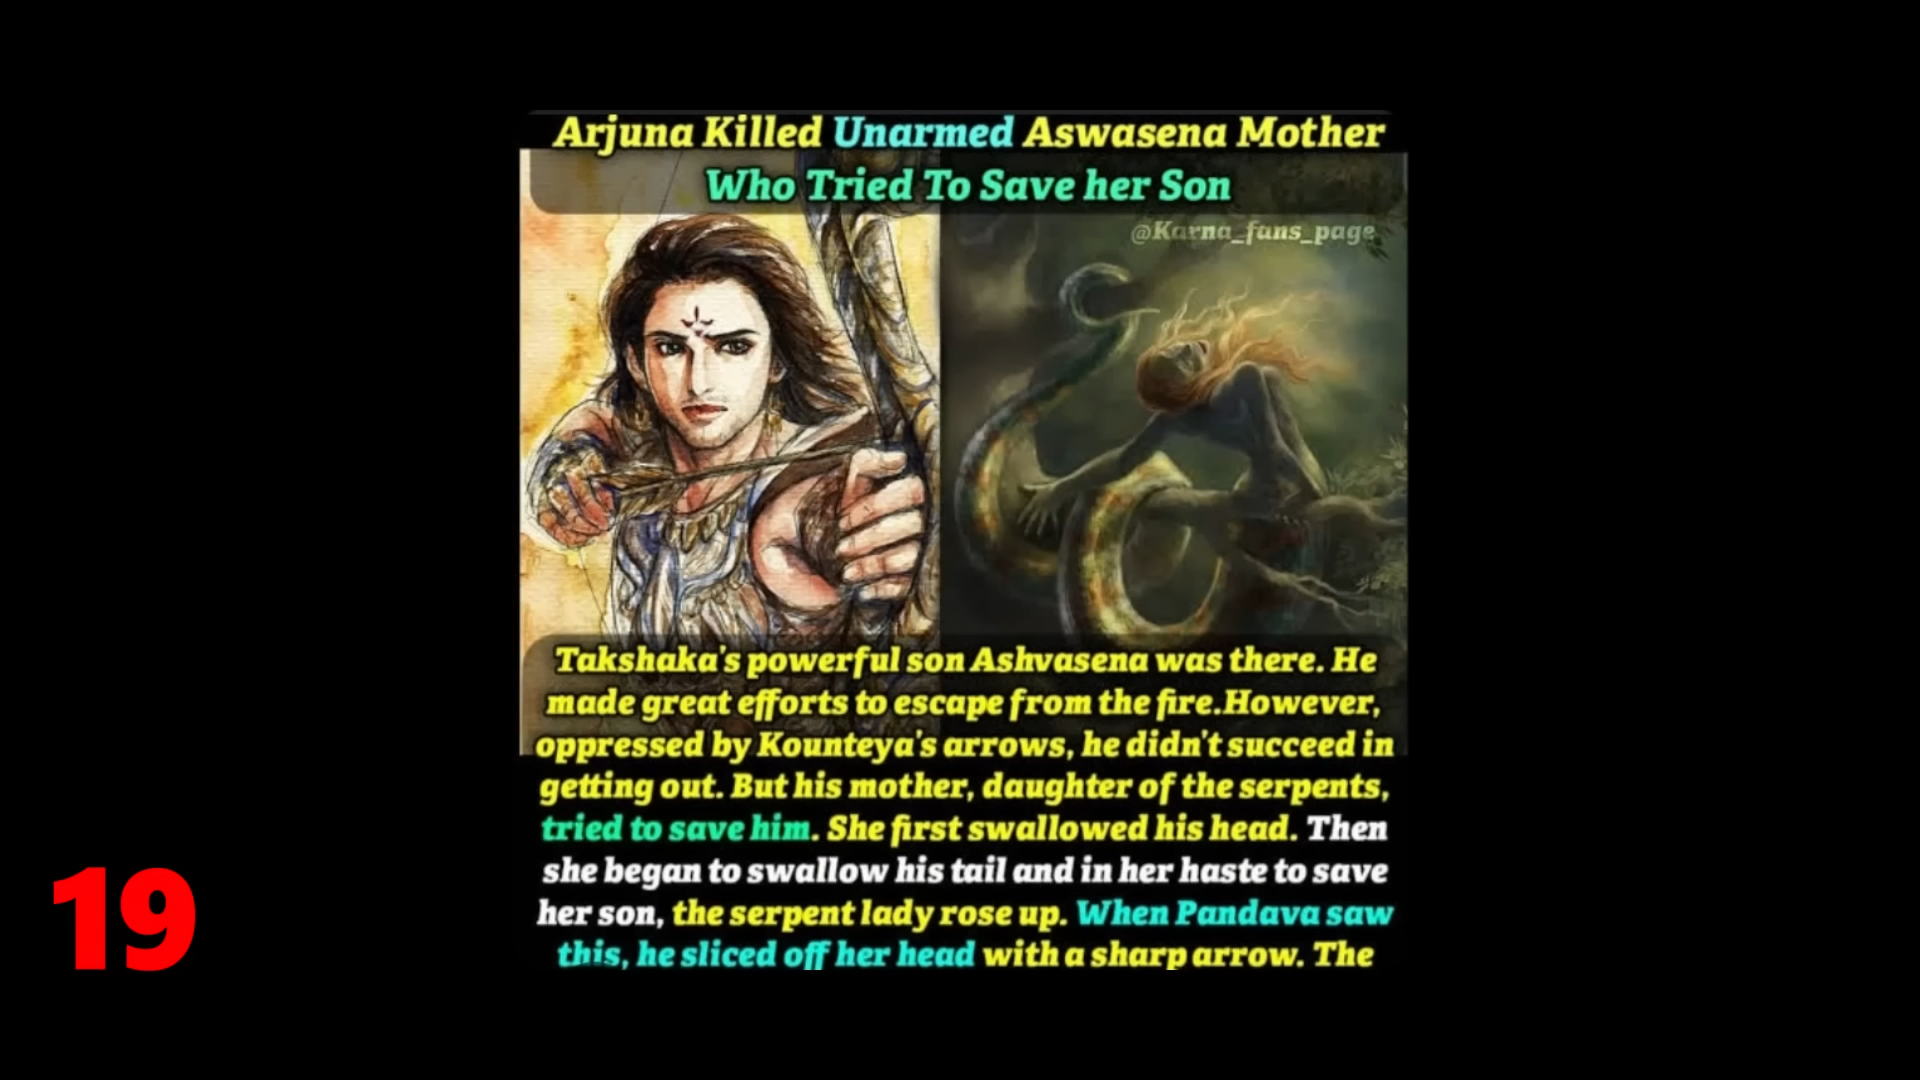 Arjuna Killed Unarmed Aswasena Mother
Who Tried To Save her Son
@Karna_fans_page
Takshaka's powerful son Ashvasena was there. He
made great efforts to escape from the fire.However,
oppressed by Kounteya's arrows, he didn't succeed in
getting out. But his mother, daughter of the serpents,
tried to save him. She first swallowed his head. Then
she began to swallow his tail and in her haste to save
her son, the serpent lady rose up. When Pandava saw
this, he sliced off her head with a sharp arrow. The
19